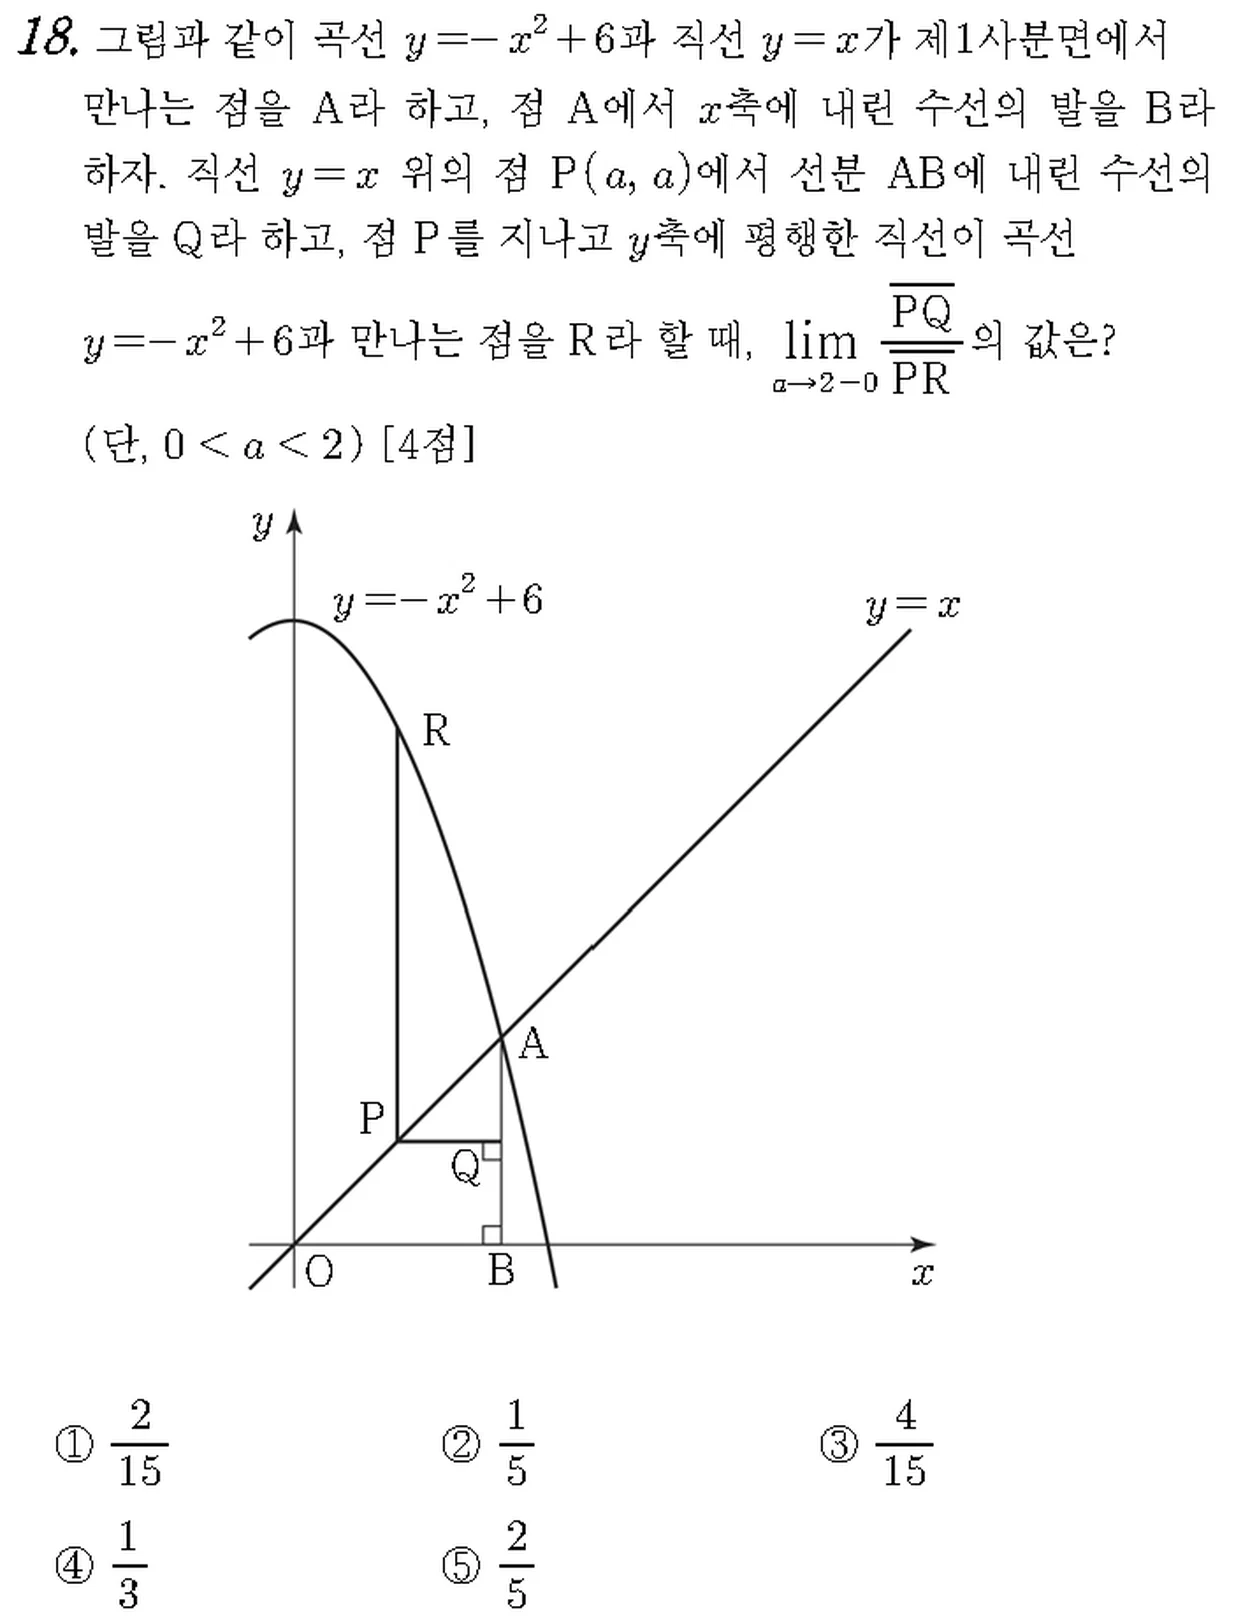 18. 그림과 같이 곡선 y=-x²+6과 직선 y=x가 제1사분면에서
만나는 점을 A라 하고, 점 A에서 x축에 내린 수선의 발을 B라
하자. 직선 y=x 위의 점 P(a, a)에서 선분 AB에 내린 수선의
발을 Q라 하고, 점 P를 지나고 y축에 평행한 직선이 곡선
y=-x²+6과 만나는 점을 R라 할 때, lim_{a→2-0} \frac{\overline{PQ}}{\overline{PR}}의 값은?
(단, 0 < a < 2) [4점]
y
y=-x²+6
y=x
R
A
P
Q
O
B
x
① 2/15 ② 1/5 ③ 4/15
④ 1/3 ⑤ 2/5